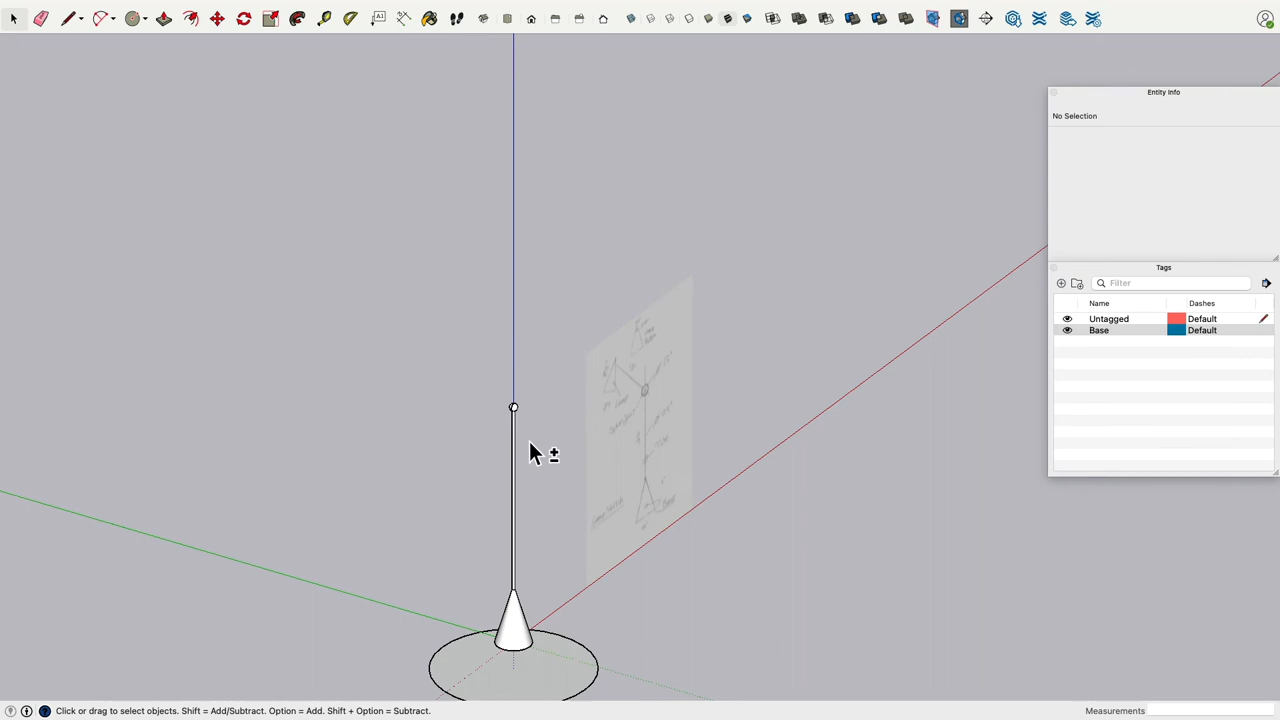 Entity Info
No Selection
Tags
Filter
Name Dashes
Untagged Default
Base Default
Click or drag to select objects. Shift = Add/Subtract. Option = Add. Shift + Option = Subtract.
Measurements